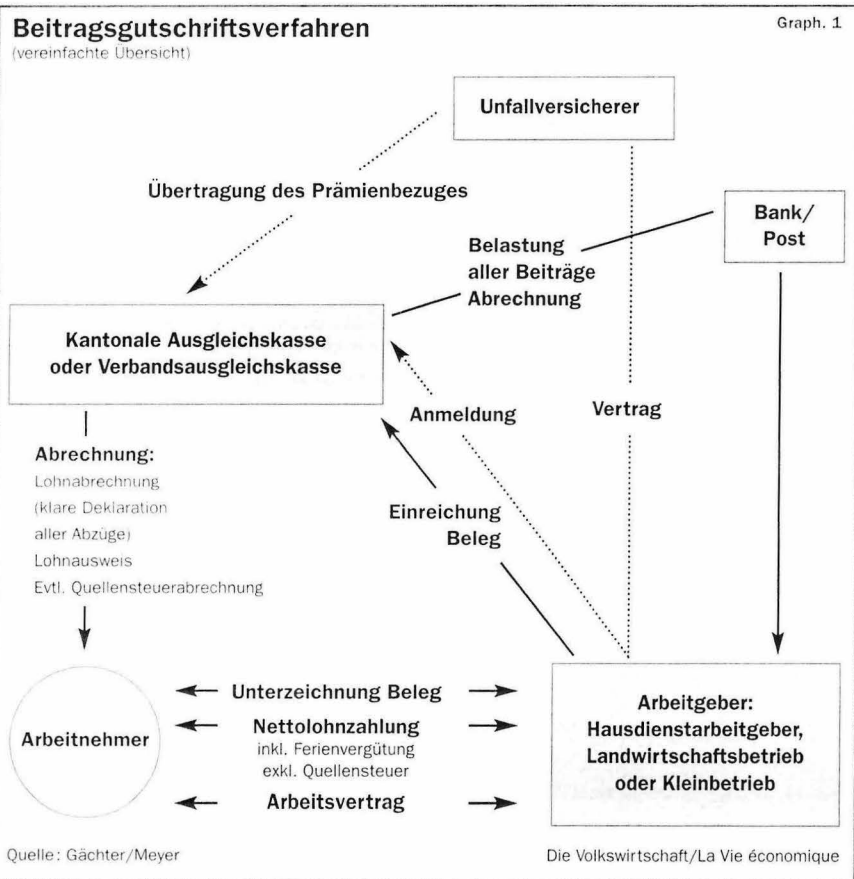 Beitragsgutschriftsverfahren
(vereinfachte Übersicht)
Graph. 1
Unfallversicherer
Übertragung des Prämienbezuges
Bank/
Post
Belastung
aller Beiträge
Abrechnung
Kantonale Ausgleichskasse
oder Verbandsausgleichskasse
Anmeldung
Vertrag
Abrechnung:
Lohnabrechnung
(klare Deklaration
aller Abzüge)
Lohnausweis
Evtl. Quellensteuerabrechnung
Einreichung
Beleg
Arbeitnehmer
Unterzeichnung Beleg
Nettolohnzahlung
inkl. Ferienvergütung
exkl. Quellensteuer
Arbeitsvertrag
Arbeitgeber:
Hausdienstarbeitgeber,
Landwirtschaftsbetrieb
oder Kleinbetrieb
Quelle: Gächter/Meyer
Die Volkswirtschaft/La Vie économique